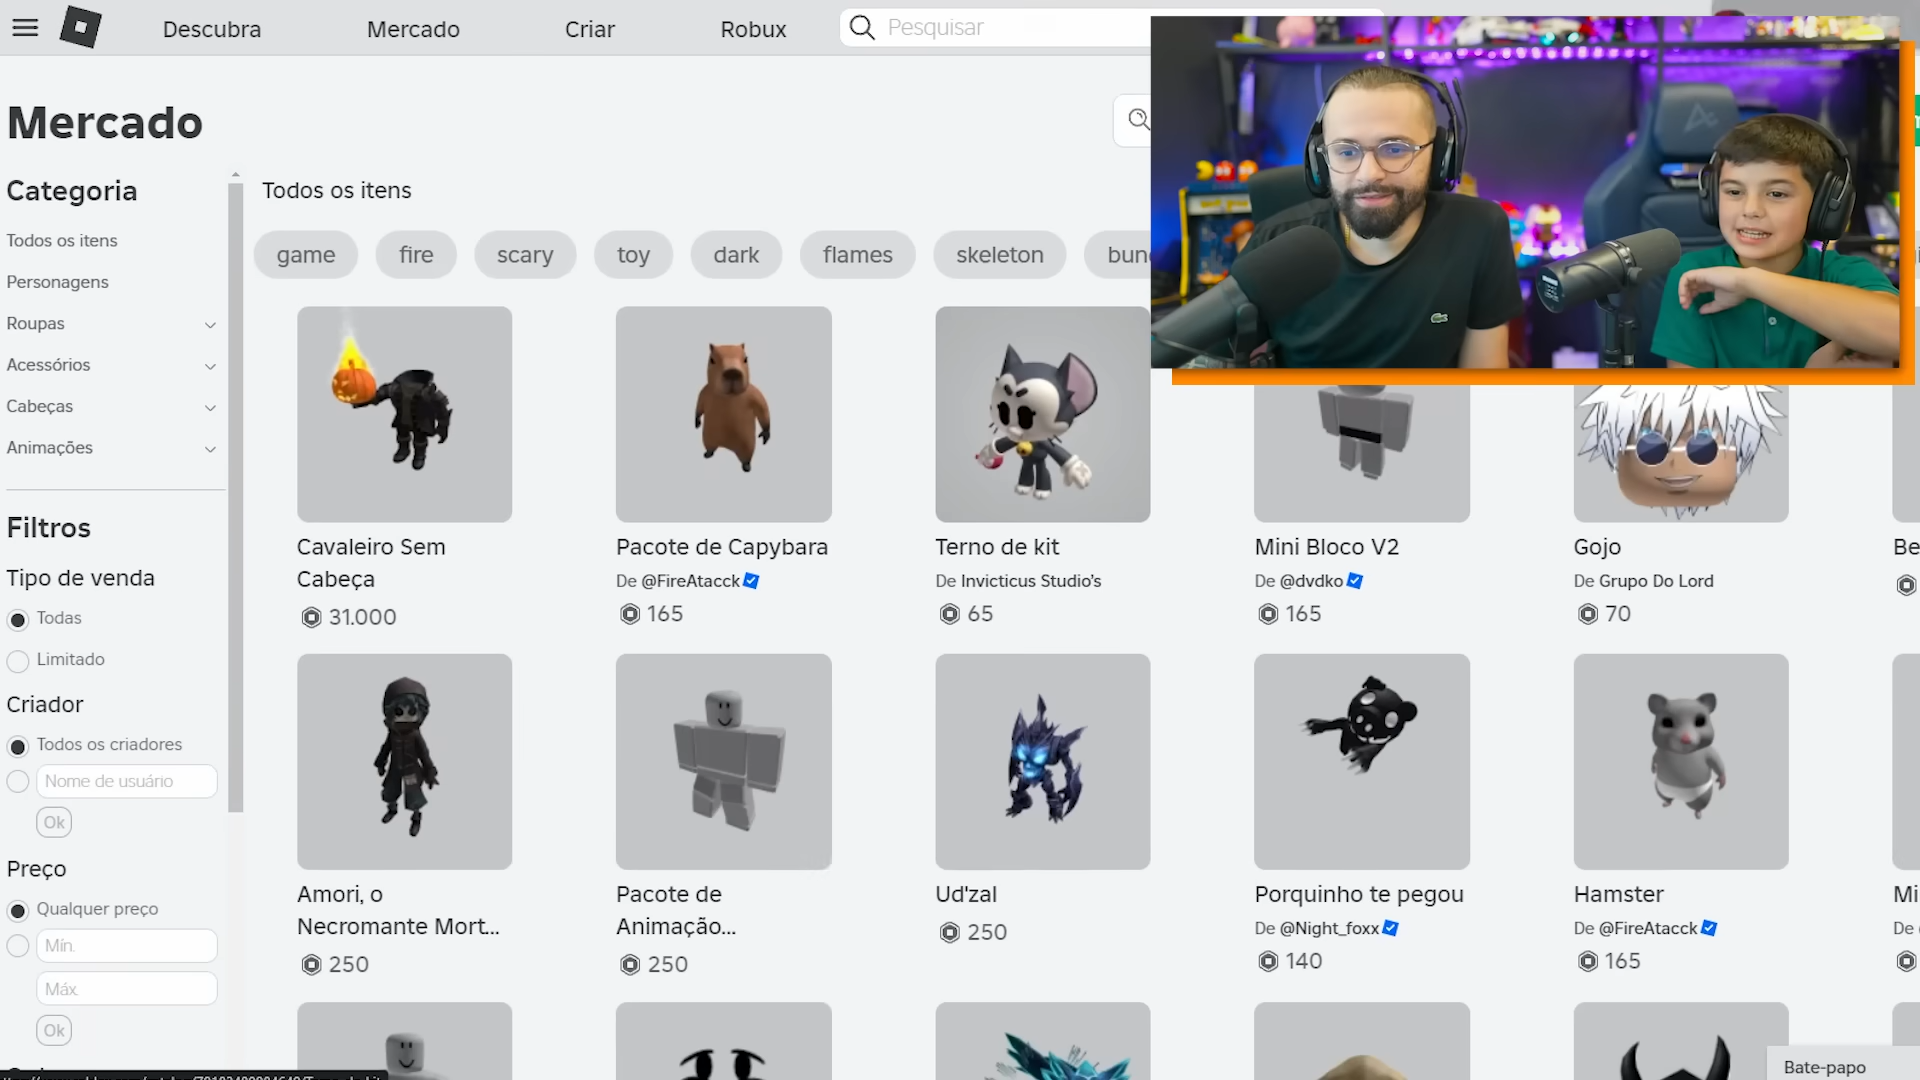 Descubra
Mercado
Criar
Robux
Pesquisar
Mercado
Categoria
Todos os itens
Personagens
Roupas
Acessórios
Cabeças
Animações
Filtros
Tipo de venda
Todas
Limitado
Criador
Todos os criadores
Nome de usuário
Ok
Preço
Qualquer preço
Mín.
Máx.
Ok
Todos os itens
game
fire
scary
toy
dark
flames
skeleton
bun
Cavaleiro Sem
Cabeça
31.000
Pacote de Capybara
De @FireAtacck
165
Terno de kit
De Invicticus Studio's
65
Mini Bloco V2
De @dvdko
165
Gojo
De Grupo Do Lord
70
Be
Amori, o
Necromante Mort...
250
Pacote de
Animação...
250
Ud'zal
250
Porquinho te pegou
De @Night_foxx
140
Hamster
De @FireAtacck
165
Mi
De
Bate-papo